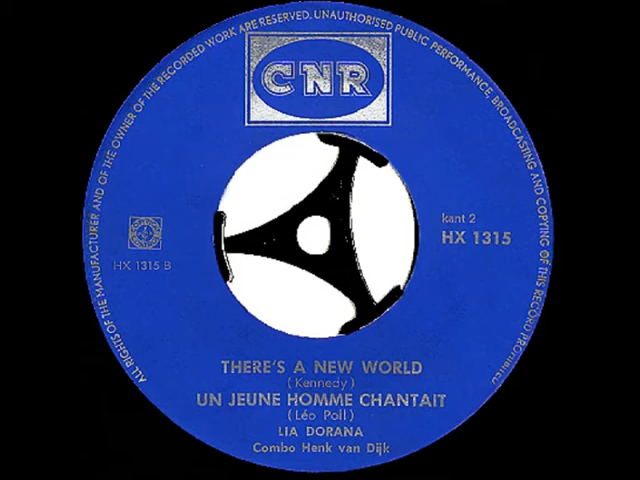 ALL RIGHTS OF THE MANUFACTURER AND OF THE OWNER OF THE RECORDED WORK ARE RESERVED. UNAUTHORISED PUBLIC PERFORMANCE, BROADCASTING AND COPYING OF THIS RECORD PROHIBITED
CNR
kant 2
HX 1315
HX 1315 B
THERE'S A NEW WORLD
(Kennedy)
UN JEUNE HOMME CHANTAIT
(Léo Poll)
LIA DORANA
Combo Henk van Dijk